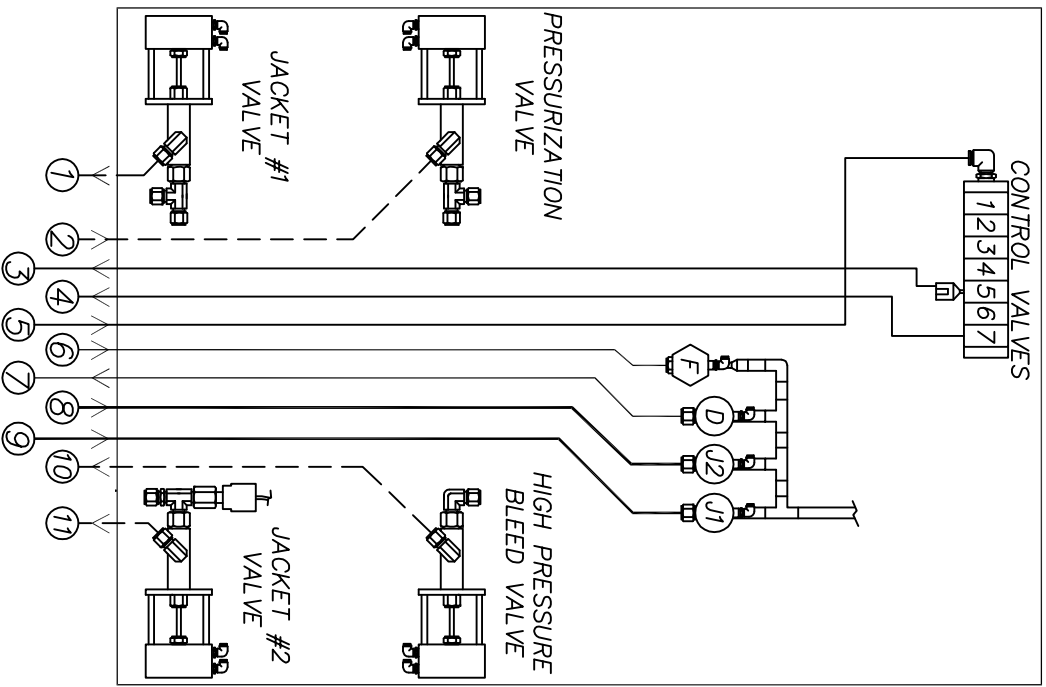 CONTROL VALVES
1 2 3 4 5 6 7
PRESSURIZATION
VALVE
F
D
J2
J1
HIGH PRESSURE
BLEED VALVE
JACKET #1
VALVE
JACKET #2
VALVE
1
2
3
4
5
6
7
8
9
10
11